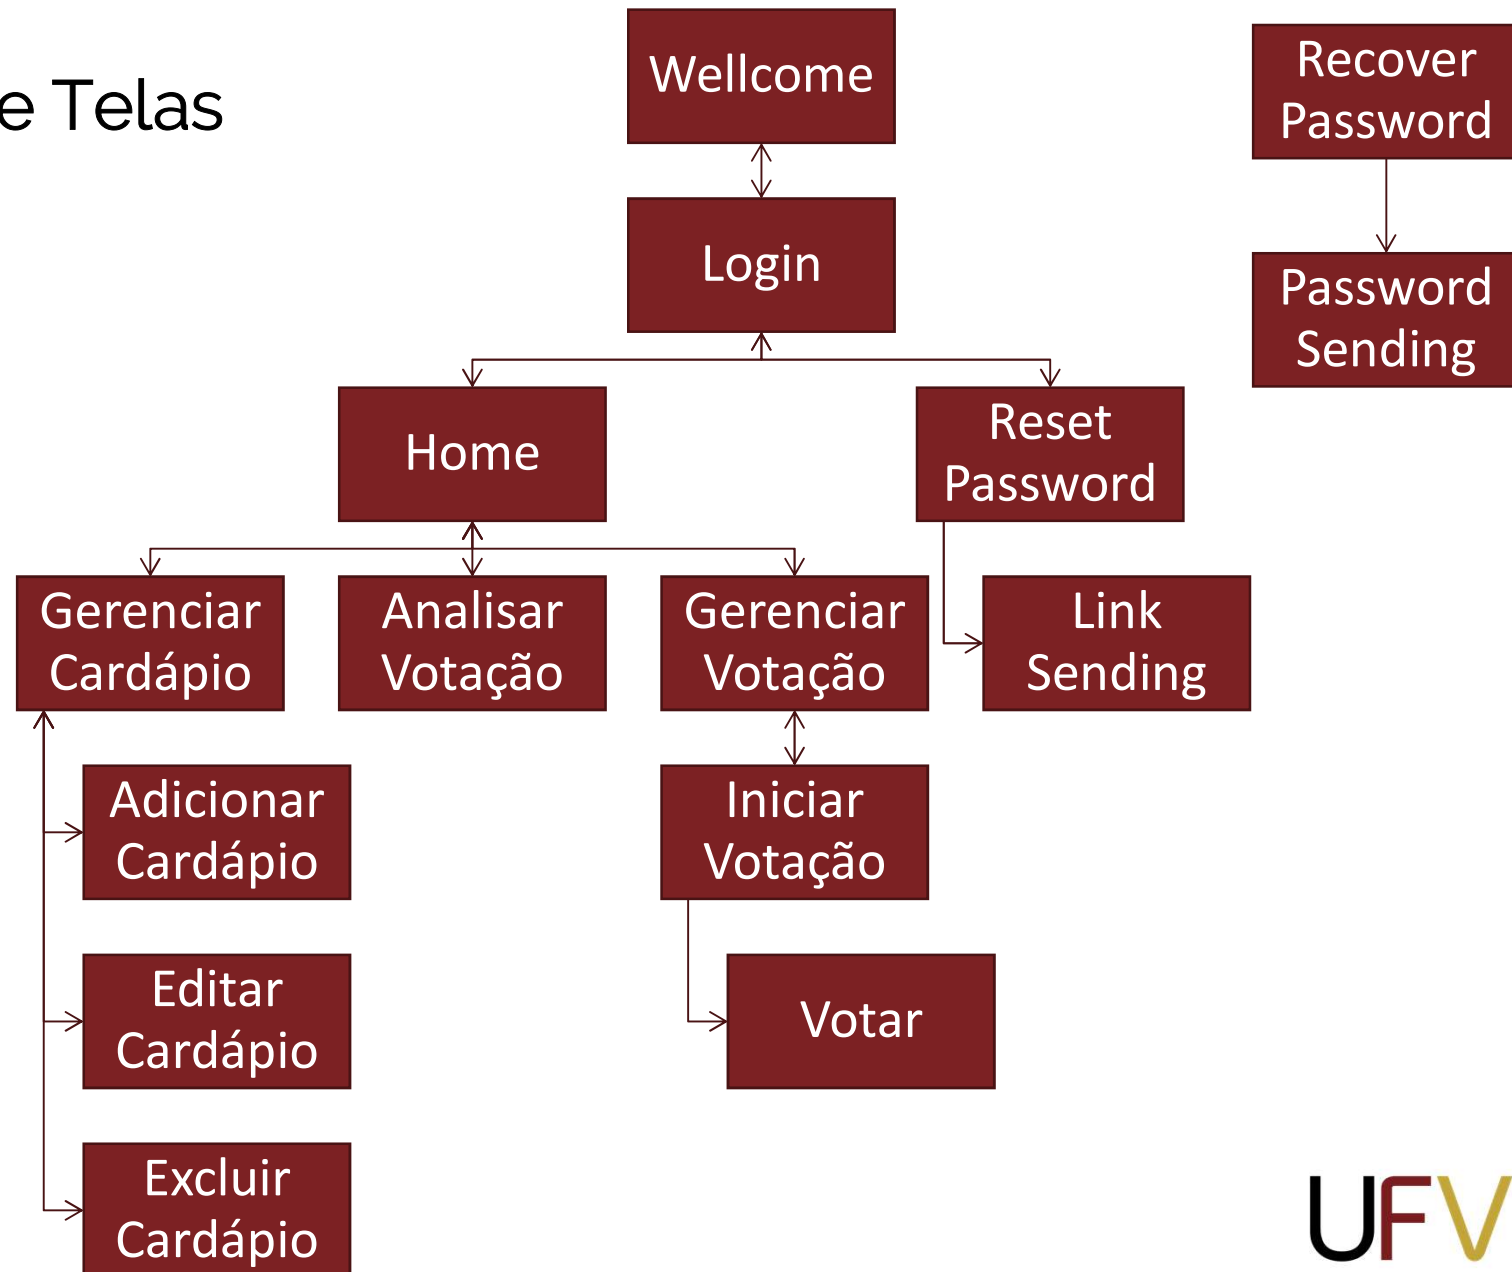 e Telas
Wellcome
Recover
Password
Login
Password
Sending
Home
Reset
Password
Gerenciar
Cardápio
Analisar
Votação
Gerenciar
Votação
Link
Sending
Adicionar
Cardápio
Iniciar
Votação
Editar
Cardápio
Votar
Excluir
Cardápio
UFV